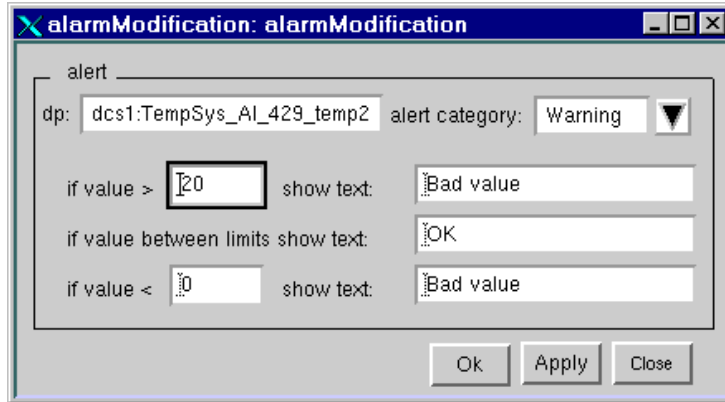 alarmModification: alarmModification
alert
dp: dcs1:TempSys_AI_429_temp2 alert category: Warning
if value > 20 show text: Bad value
if value between limits show text: OK
if value < 0 show text: Bad value
Ok Apply Close